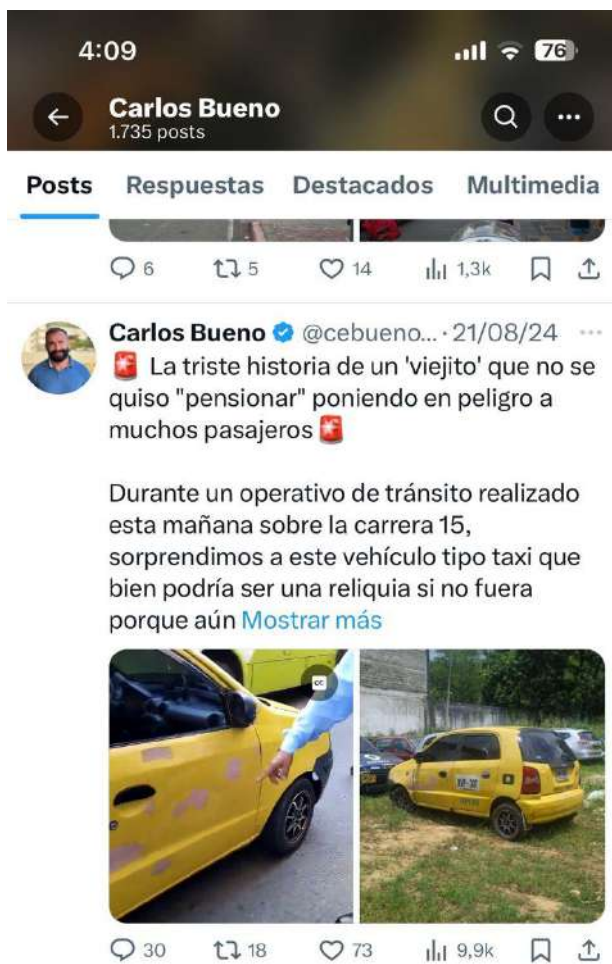 4:09
76
Carlos Bueno
1.735 posts
Posts Respuestas Destacados Multimedia
6 5 14 1,3k
Carlos Bueno @cebueno... · 21/08/24
🚨 La triste historia de un 'viejito' que no se
quiso "pensionar" poniendo en peligro a
muchos pasajeros 🚨
Durante un operativo de tránsito realizado
esta mañana sobre la carrera 15,
sorprendimos a este vehículo tipo taxi que
bien podría ser una reliquia si no fuera
porque aún Mostrar más
30 18 73 9,9k